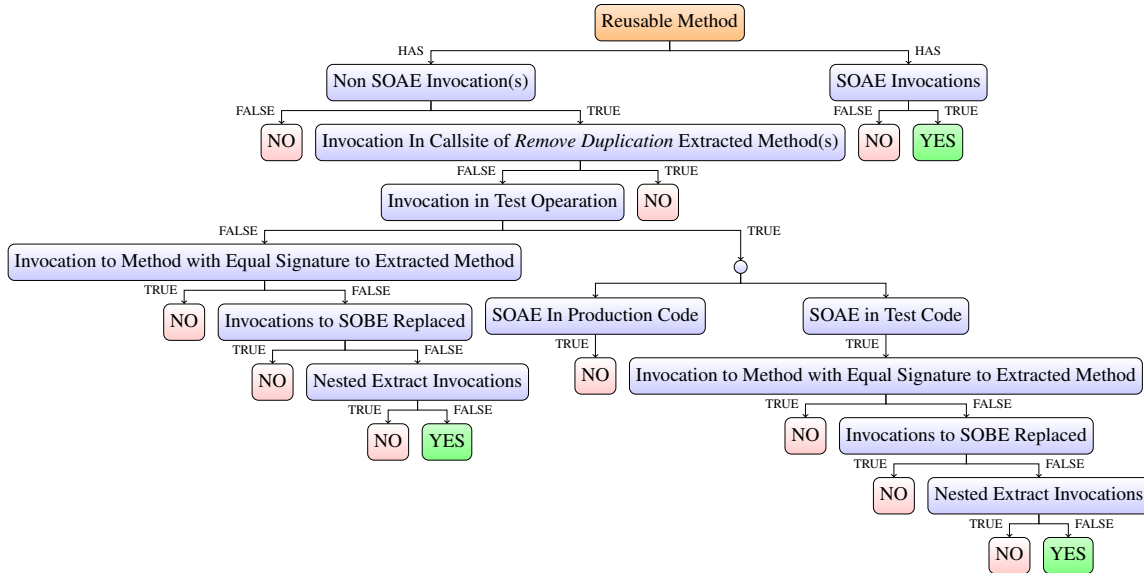 Reusable Method
HAS HAS
Non SOAE Invocation(s) SOAE Invocations
FALSE TRUE FALSE TRUE
NO Invocation In Callsite of Remove Duplication Extracted Method(s) NO YES
FALSE TRUE
Invocation in Test Opearation NO
FALSE TRUE
Invocation to Method with Equal Signature to Extracted Method
TRUE FALSE
NO Invocations to SOBE Replaced SOAE In Production Code SOAE in Test Code
TRUE FALSE TRUE TRUE
NO Nested Extract Invocations NO Invocation to Method with Equal Signature to Extracted Method
TRUE FALSE TRUE FALSE
NO YES NO Invocations to SOBE Replaced
TRUE FALSE
NO Nested Extract Invocations
TRUE FALSE
NO YES